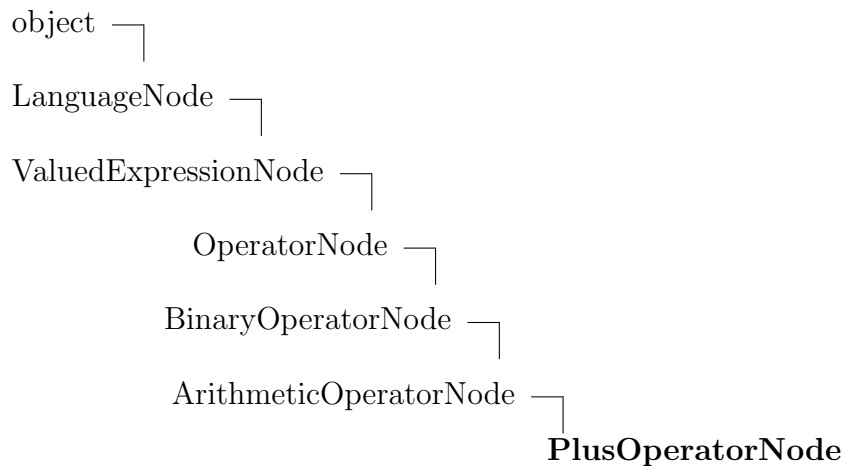 object
LanguageNode
ValuedExpressionNode
OperatorNode
BinaryOperatorNode
ArithmeticOperatorNode
PlusOperatorNode